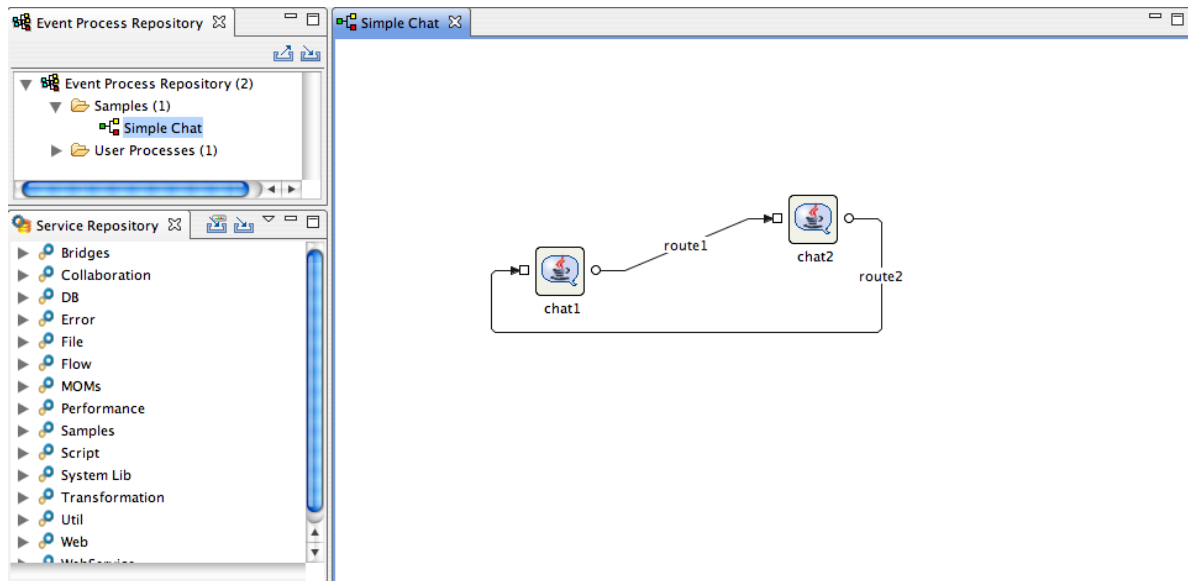 Event Process Repository
Event Process Repository (2)
Samples (1)
Simple Chat
User Processes (1)
Service Repository
Bridges
Collaboration
DB
Error
File
Flow
MOMs
Performance
Samples
Script
System Lib
Transformation
Util
Web
WebService
Simple Chat
route1
chat2
route2
chat1